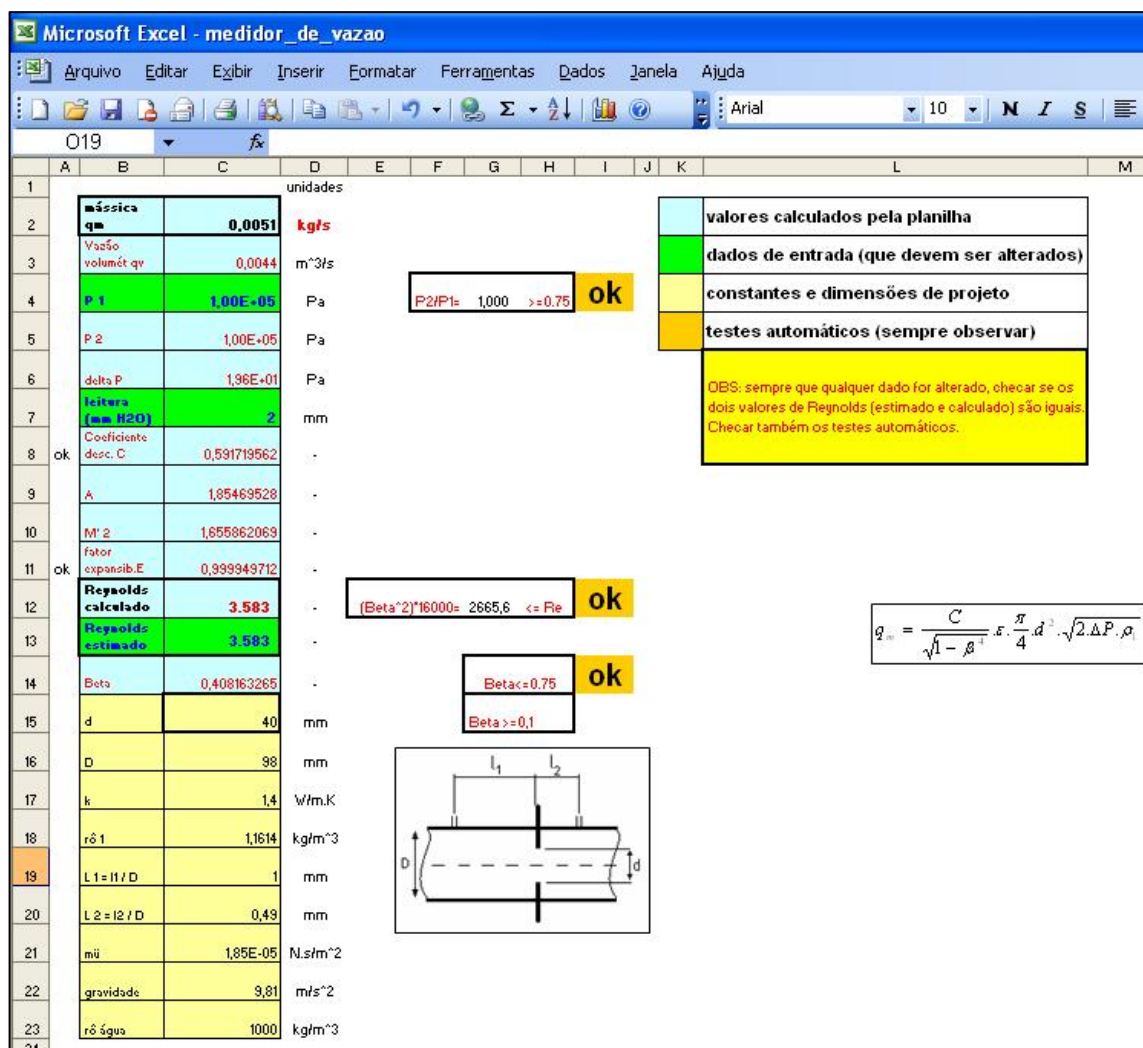 Microsoft Excel - medidor_de_vazao
Arquivo Editar Exibir Inserir Formatar Ferramentas Dados Janela Ajuda
Σ Arial 10 N I S
O19 fx
A B C D E F G H I J K L M
1 unidades
2 mássica qm 0,0051 kg/s valores calculados pela planilha
3 Vazão volumét qv 0,0044 m^3/s dados de entrada (que devem ser alterados)
4 P 1 1,00E+05 Pa P2/P1= 1,000 >=0.75 ok constantes e dimensões de projeto
5 P 2 1,00E+05 Pa testes automáticos (sempre observar)
6 delta P 1,96E+01 Pa
OBS: sempre que qualquer dado for alterado, checar se os
dois valores de Reynolds (estimado e calculado) são iguais.
Checar também os testes automáticos.
7 leitura (mm H2O) 2 mm
8 ok Coeficiente desc. C 0,591719562 -
9 A 1,85469528 -
10 M' 2 1,655862069 -
11 ok fator expansib.E 0,999949712 -
12 Reynolds calculado 3.583 - (Beta^2)*16000= 2665,6 <= Re ok
13 Reynolds estimado 3.583 -
q_m = C / √(1 − β^4) .ε. π/4 .d^2 .√(2.ΔP.ρ_1)
14 Beta 0,408163265 - Beta<=0.75 ok
15 d 40 mm Beta >=0,1
16 D 98 mm
l1 l2
17 k 1,4 W/m.K
18 rô 1 1,1614 kg/m^3
D d
19 L 1 = l1 / D 1 mm
20 L 2 = l2 / D 0,49 mm
21 mü 1,85E-05 N.s/m^2
22 gravidade 9,81 m/s^2
23 rô água 1000 kg/m^3
24